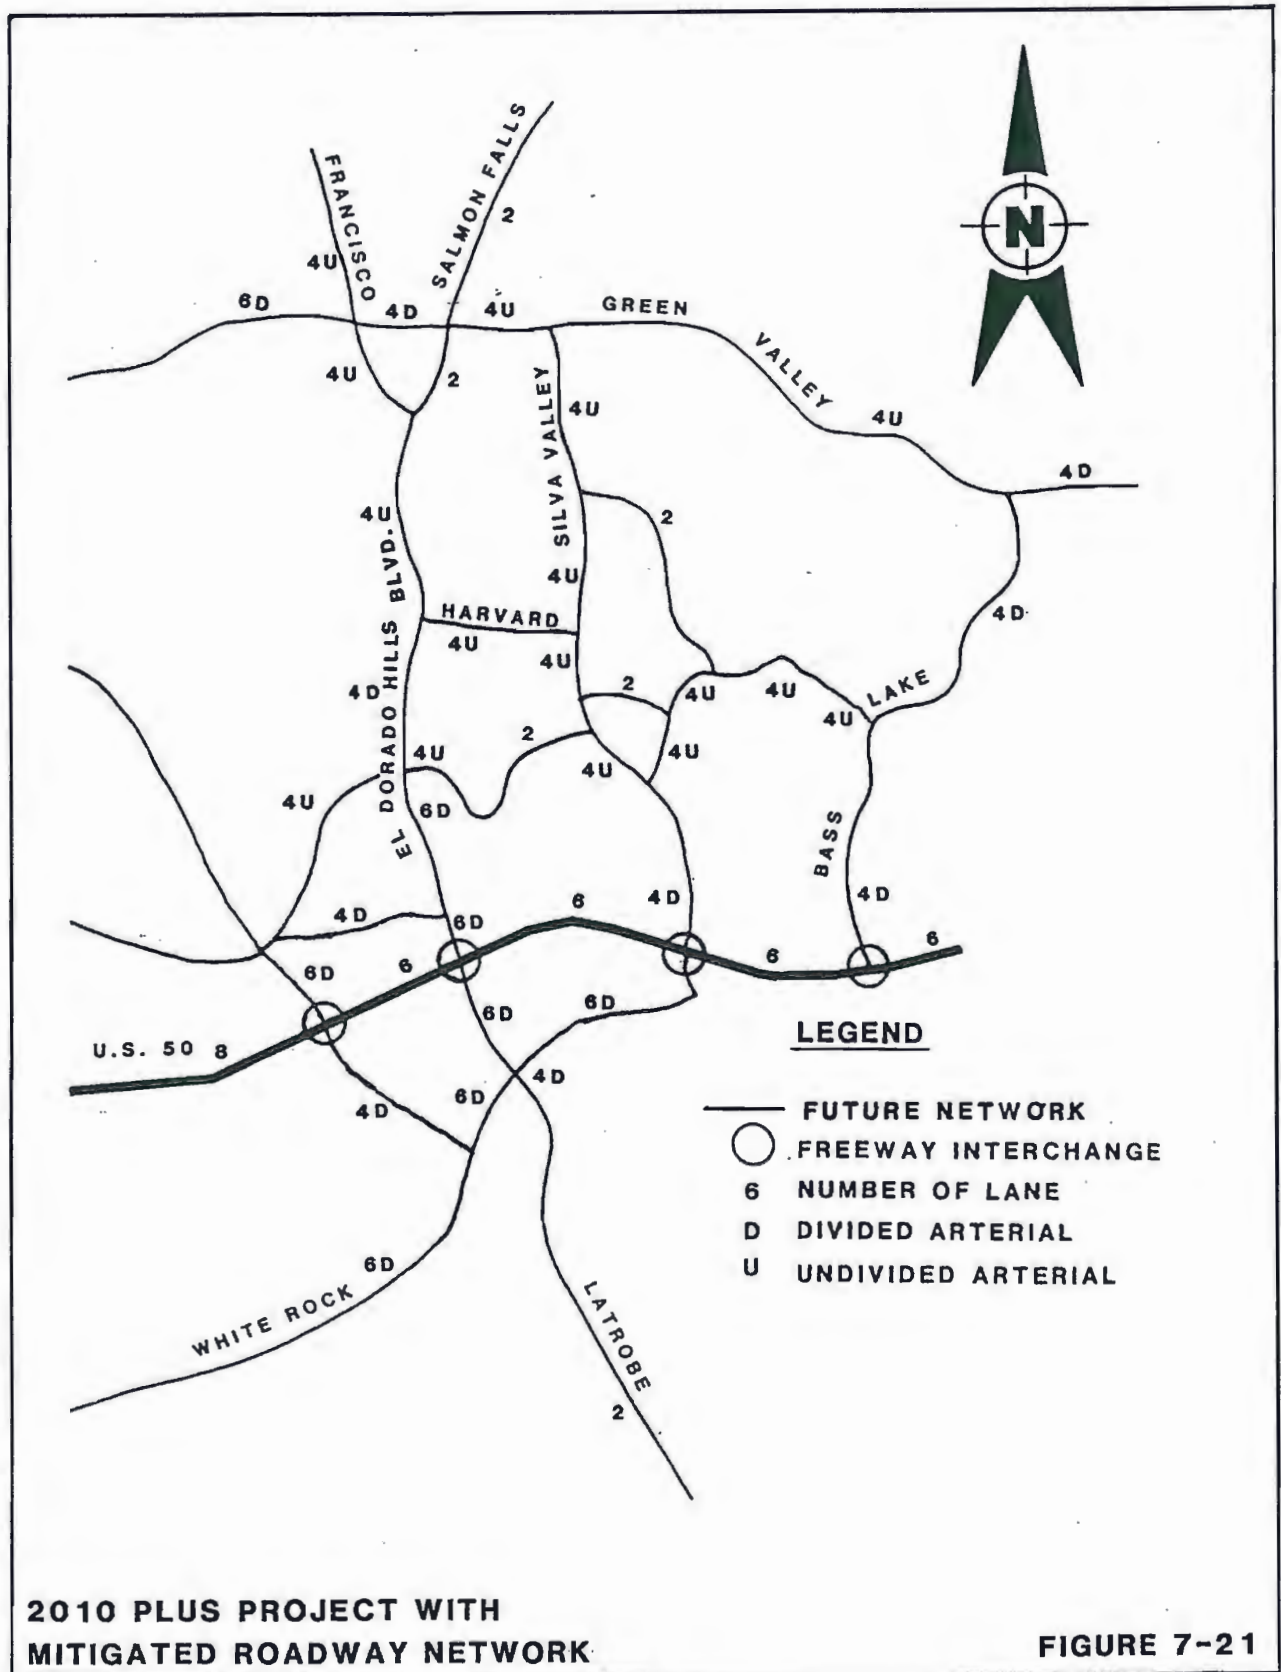 FRANCISCO
SALMON FALLS
2
N
4U
6D
4D
4U
GREEN
4U
2
VALLEY
SILVA VALLEY
4U
4U
4D
4U
2
EL DORADO HILLS BLVD.
4U
HARVARD
4U
4D
4U
4D
2
4U
4U
4U
LAKE
4U
2
4U
4U
4U
6D
BASS
4D
6D
6
4D
4D
6D
6
6
6
6D
6D
U.S. 50 8
4D
6D
4D
6D
WHITE ROCK
LATROBE
2
LEGEND
FUTURE NETWORK
FREEWAY INTERCHANGE
6 NUMBER OF LANE
D DIVIDED ARTERIAL
U UNDIVIDED ARTERIAL
2010 PLUS PROJECT WITH
MITIGATED ROADWAY NETWORK
FIGURE 7-21